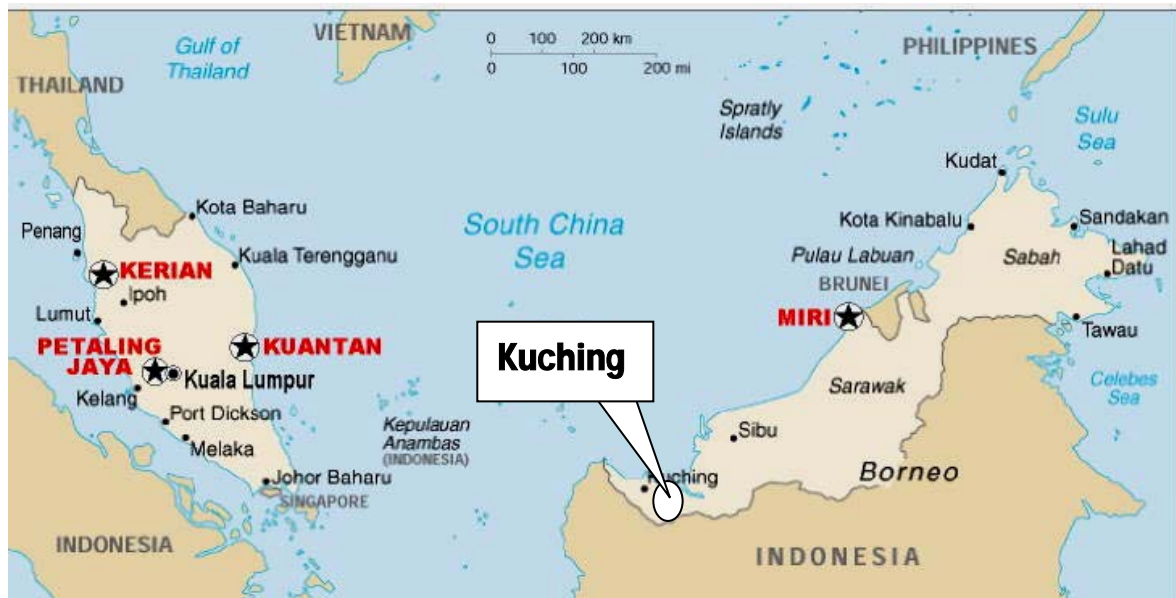 VIETNAM
Gulf of
Thailand
THAILAND
0 100 200 km
0 100 200 mi
PHILIPPINES
Spratly
Islands
Sulu
Sea
Kudat
Kota Baharu
Penang
Kuala Terengganu
KERIAN
Ipoh
Lumut
South China
Sea
Kota Kinabalu
Sandakan
Pulau Labuan
Sabah
Lahad
Datu
BRUNEI
MIRI
Tawau
PETALING
JAYA
KUANTAN
Kuala Lumpur
Kelang
Port Dickson
Melaka
Kuching
Sarawak
Celebes
Sea
Kepulauan
Anambas
(INDONESIA)
Sibu
Johor Baharu
SINGAPORE
Kuching
Borneo
INDONESIA
INDONESIA